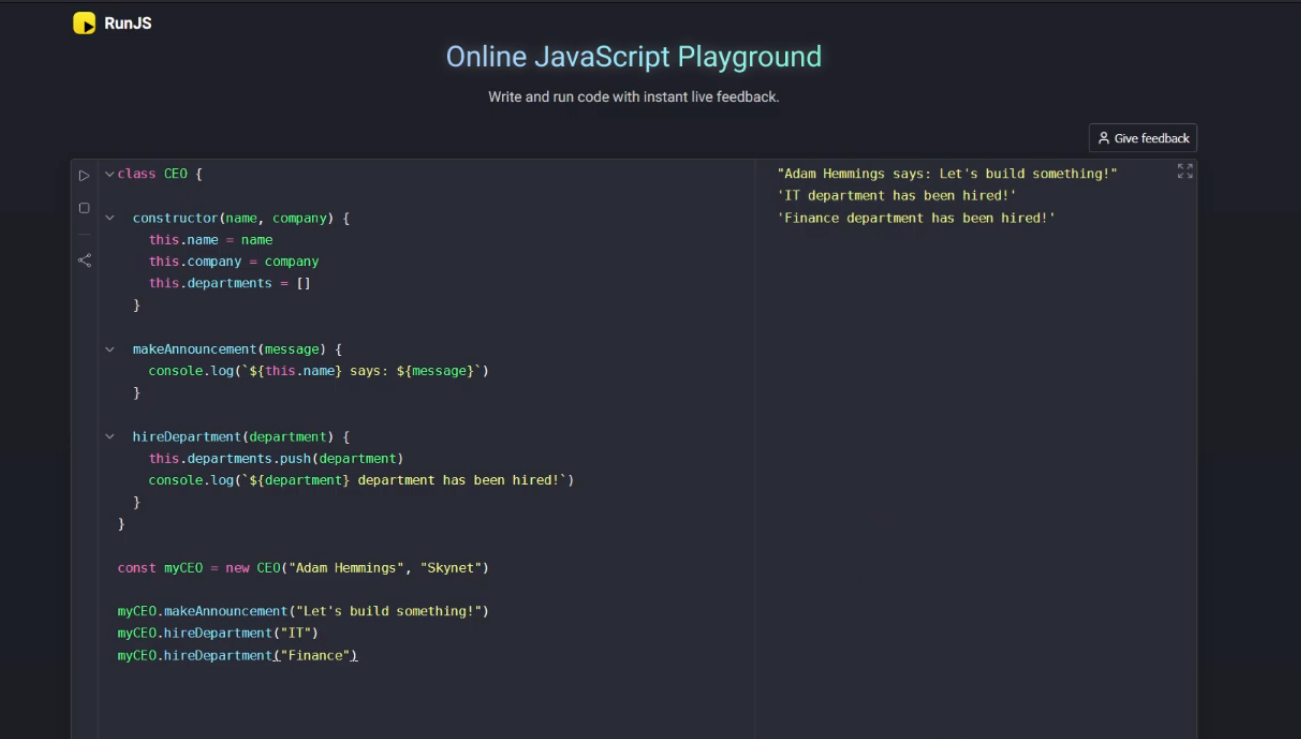 RunJS
Online JavaScript Playground
Write and run code with instant live feedback.
Give feedback
class CEO {
constructor(name, company) {
this.name = name
this.company = company
this.departments = []
}
makeAnnouncement(message) {
console.log(`${this.name} says: ${message}`)
}
hireDepartment(department) {
this.departments.push(department)
console.log(`${department} department has been hired!`)
}
}
const myCEO = new CEO("Adam Hemmings", "Skynet")
myCEO.makeAnnouncement("Let's build something!")
myCEO.hireDepartment("IT")
myCEO.hireDepartment("Finance")
"Adam Hemmings says: Let's build something!"
'IT department has been hired!'
'Finance department has been hired!'